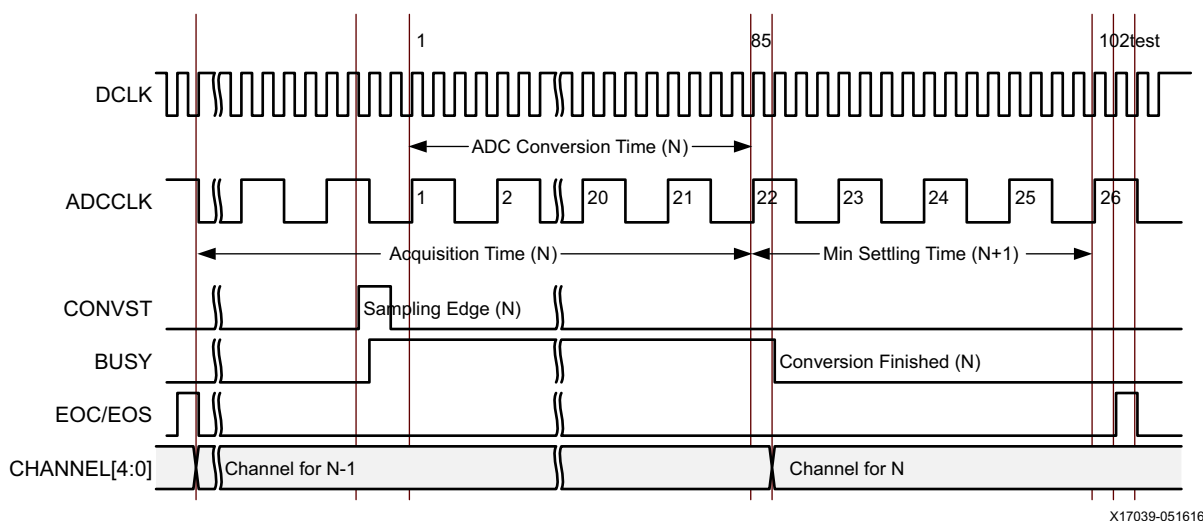 1 85 102test
DCLK
ADC Conversion Time (N)
ADCCLK 1 2 20 21 22 23 24 25 26
Acquisition Time (N) Min Settling Time (N+1)
CONVST Sampling Edge (N)
BUSY Conversion Finished (N)
EOC/EOS
CHANNEL[4:0] Channel for N-1 Channel for N
X17039-051616